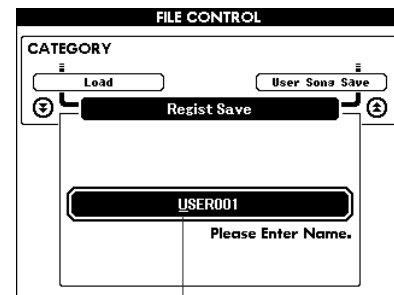 FILE CONTROL
CATEGORY
Load
User Song Save
Regist Save
USER001
Please Enter Name.